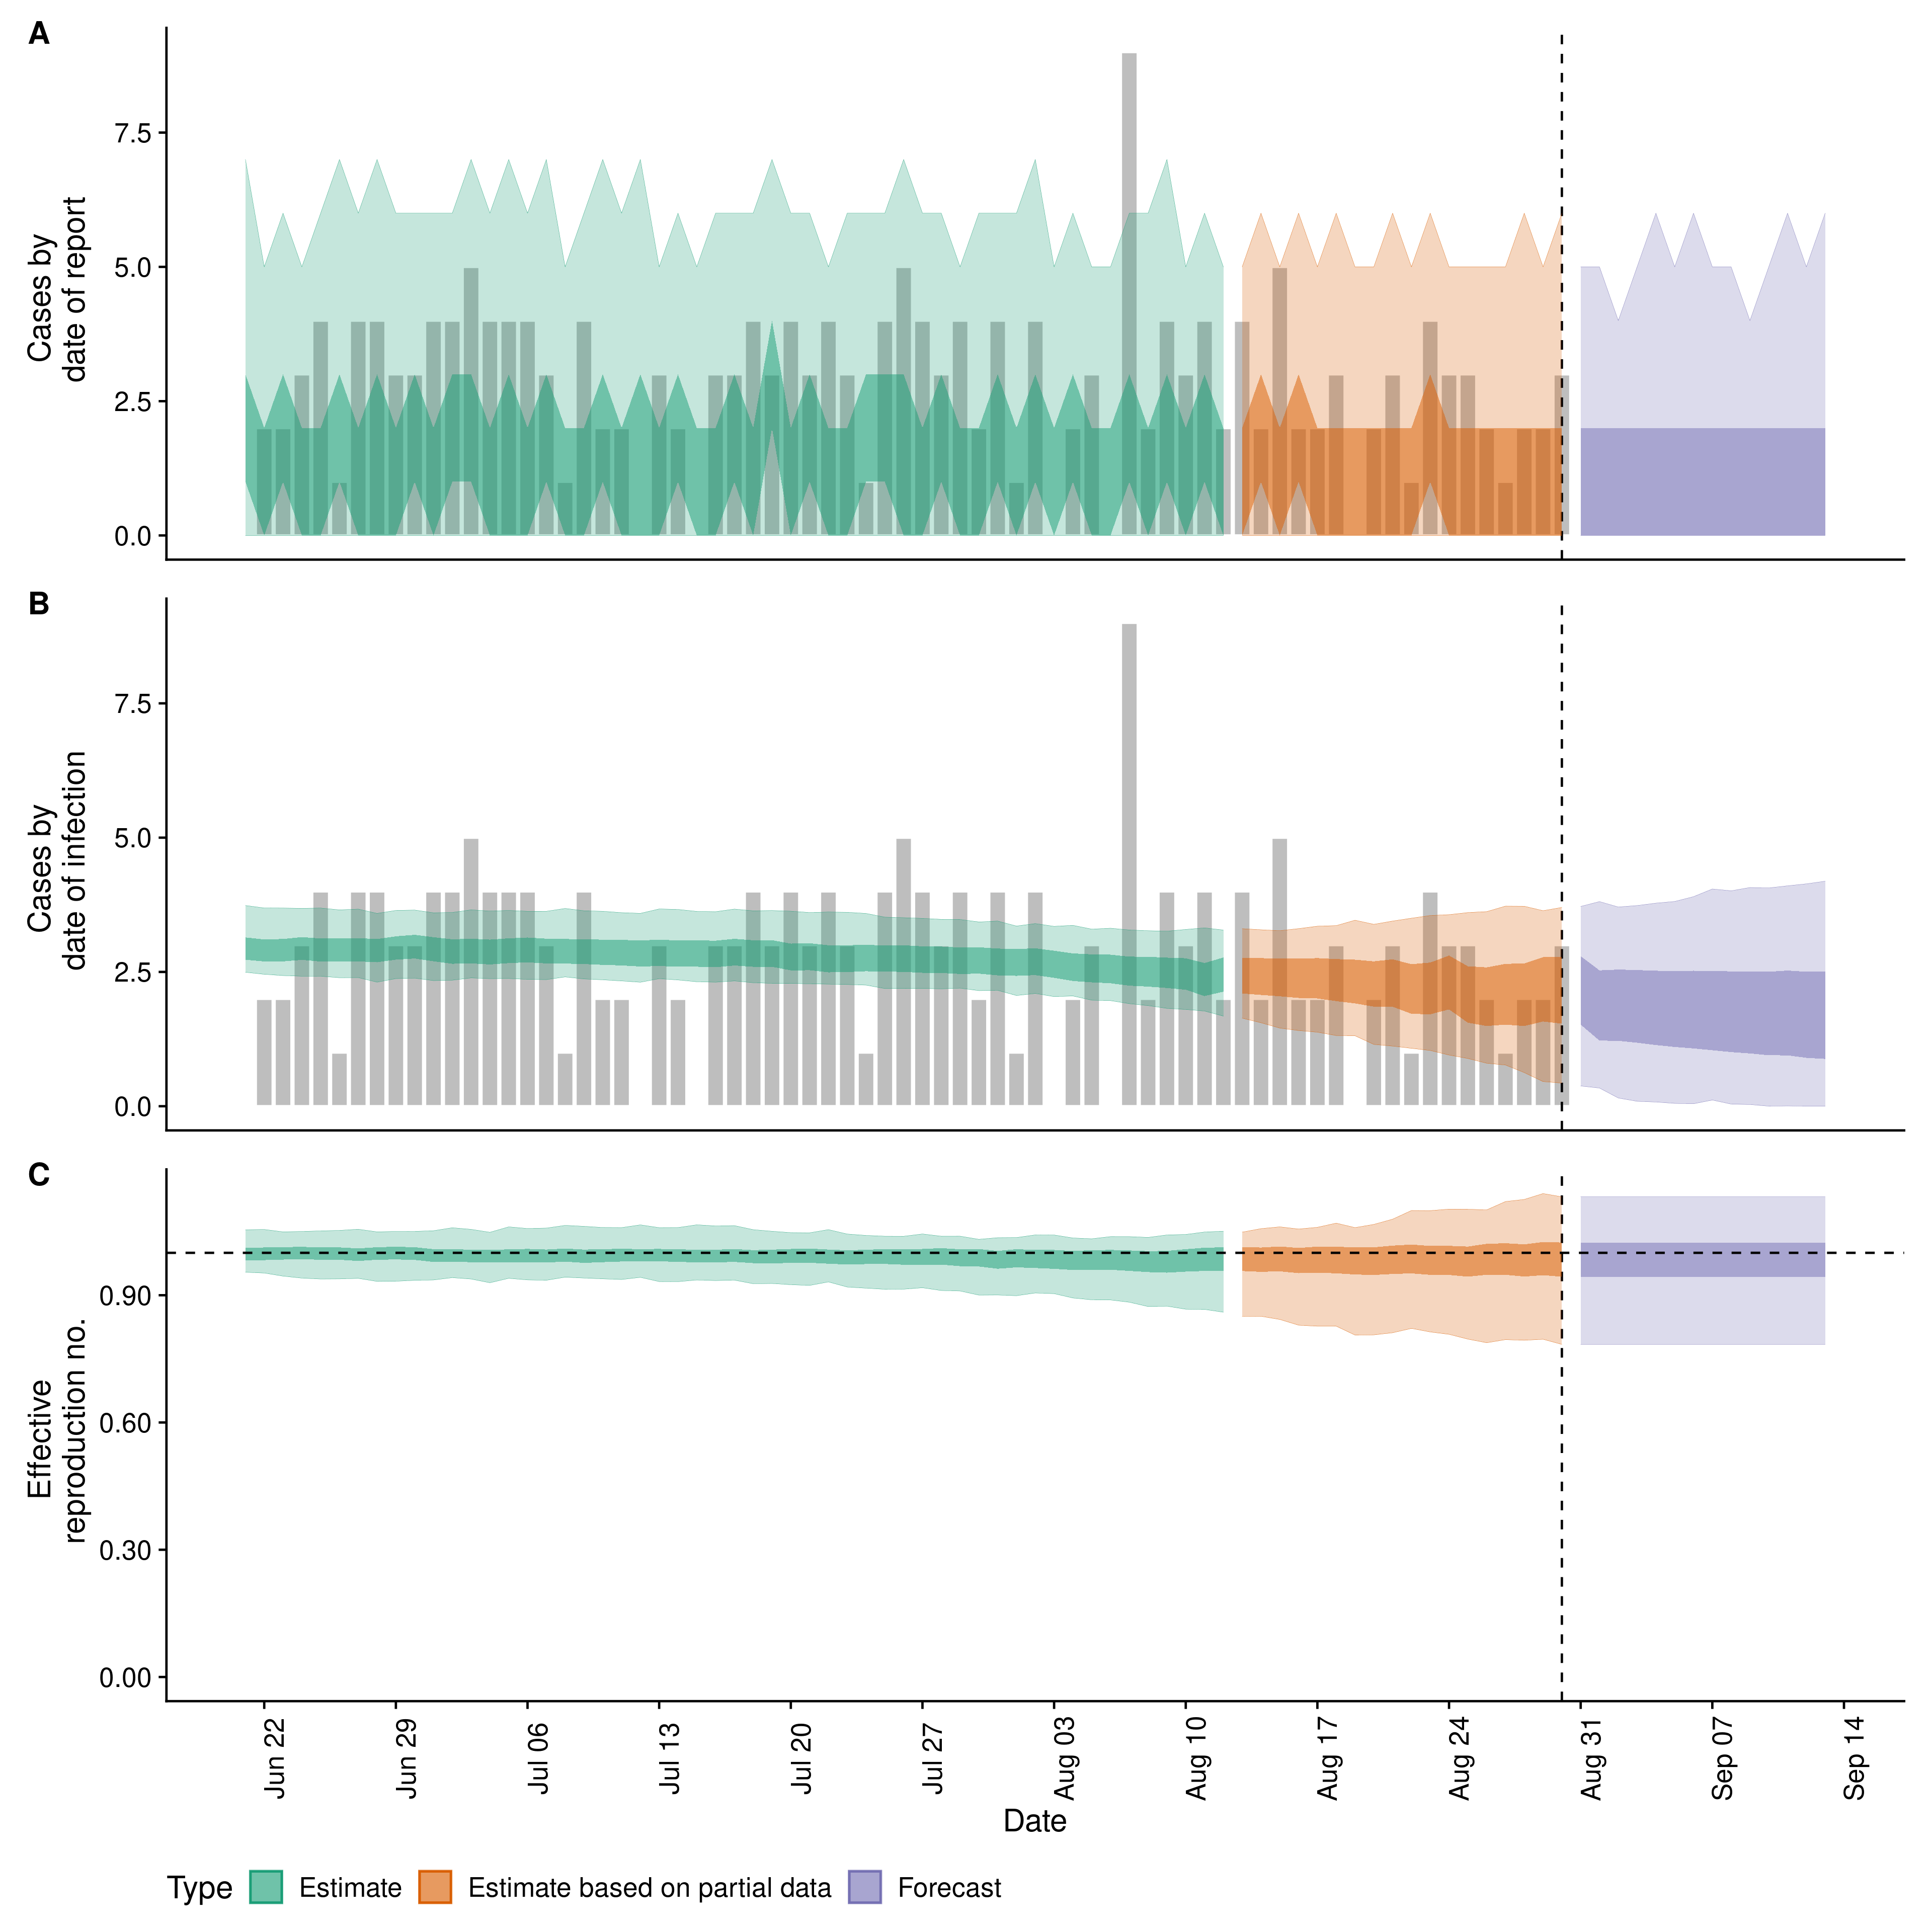 A
Cases by
date of report
7.5
5.0
2.5
0.0
B
Cases by
date of infection
7.5
5.0
2.5
0.0
C
Effective
reproduction no.
0.90
0.60
0.30
0.00
Jun 22
Jun 29
Jul 06
Jul 13
Jul 20
Jul 27
Aug 03
Aug 10
Aug 17
Aug 24
Aug 31
Sep 07
Sep 14
Date
Type Estimate Estimate based on partial data Forecast